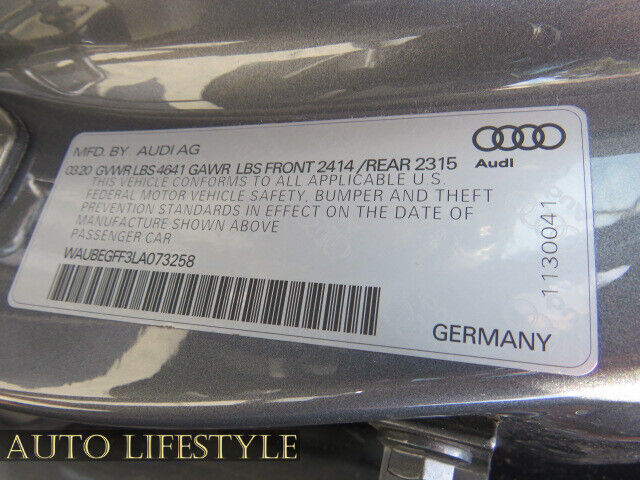 MFD. BY AUDI AG
03.20 GVWR LBS 4641 GAWR LBS FRONT 2414 / REAR 2315
THIS VEHICLE CONFORMS TO ALL APPLICABLE U.S.
FEDERAL MOTOR VEHICLE SAFETY, BUMPER AND THEFT
PREVENTION STANDARDS IN EFFECT ON THE DATE OF
MANUFACTURE SHOWN ABOVE
PASSENGER CAR
WAUBEGFF3LA073258
Audi
1130041
GERMANY
AUTO LIFESTYLE